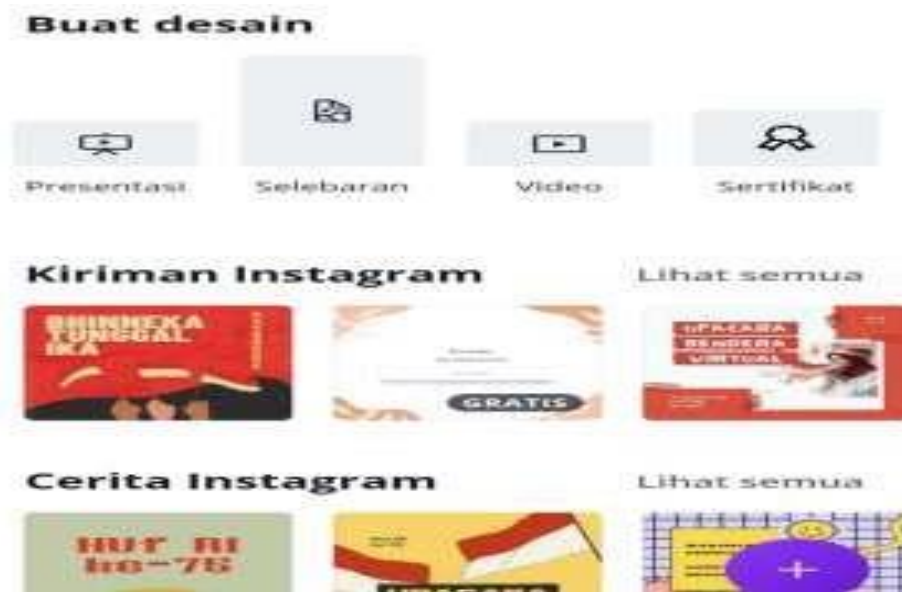 Buat desain
Presentasi Selebaran Video Sertifikat
Kiriman Instagram Lihat semua
BHINNEKA
TUNGGAL
IKA
GRATIS
UPACARA
BENDERA
VIRTUAL
Cerita Instagram Lihat semua
HUT RI
ke-75